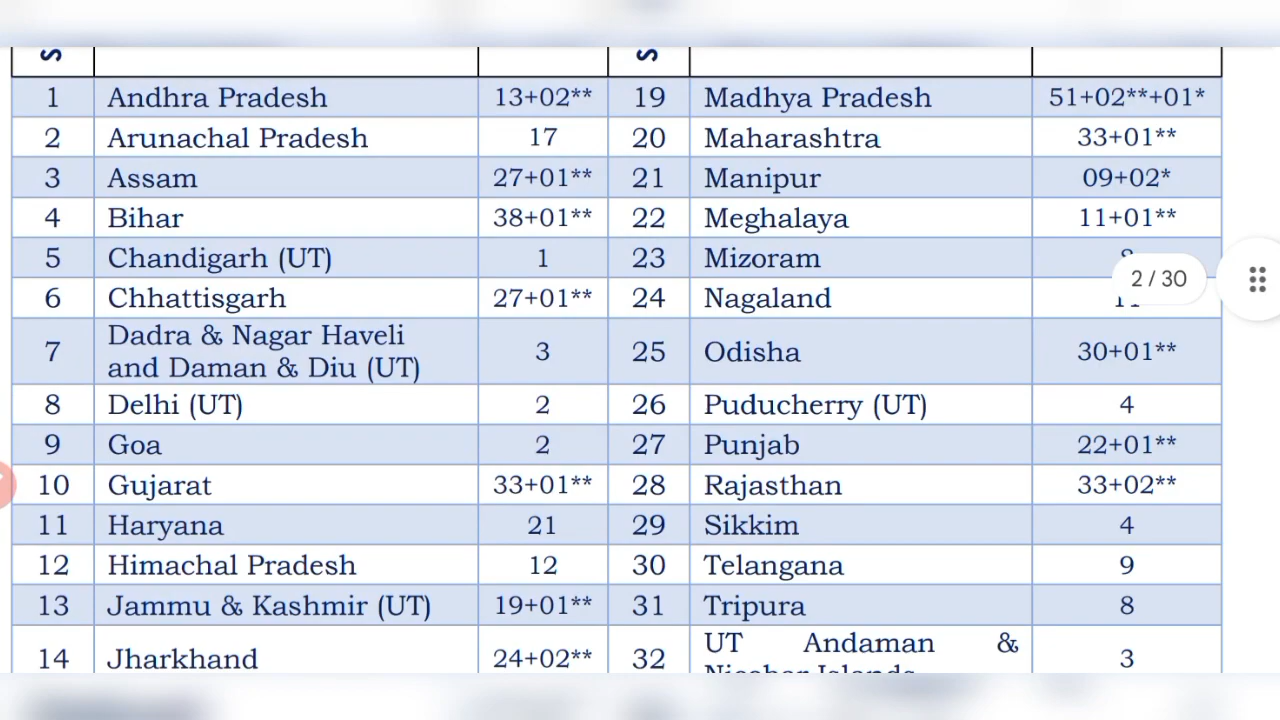 S S
1 Andhra Pradesh 13+02** 19 Madhya Pradesh 51+02**+01*
2 Arunachal Pradesh 17 20 Maharashtra 33+01**
3 Assam 27+01** 21 Manipur 09+02*
4 Bihar 38+01** 22 Meghalaya 11+01**
5 Chandigarh (UT) 1 23 Mizoram
2 / 30
6 Chhattisgarh 27+01** 24 Nagaland
7 Dadra & Nagar Haveli
and Daman & Diu (UT) 3 25 Odisha 30+01**
8 Delhi (UT) 2 26 Puducherry (UT) 4
9 Goa 2 27 Punjab 22+01**
10 Gujarat 33+01** 28 Rajasthan 33+02**
11 Haryana 21 29 Sikkim 4
12 Himachal Pradesh 12 30 Telangana 9
13 Jammu & Kashmir (UT) 19+01** 31 Tripura 8
14 Jharkhand 24+02** 32 UT Andaman & 3